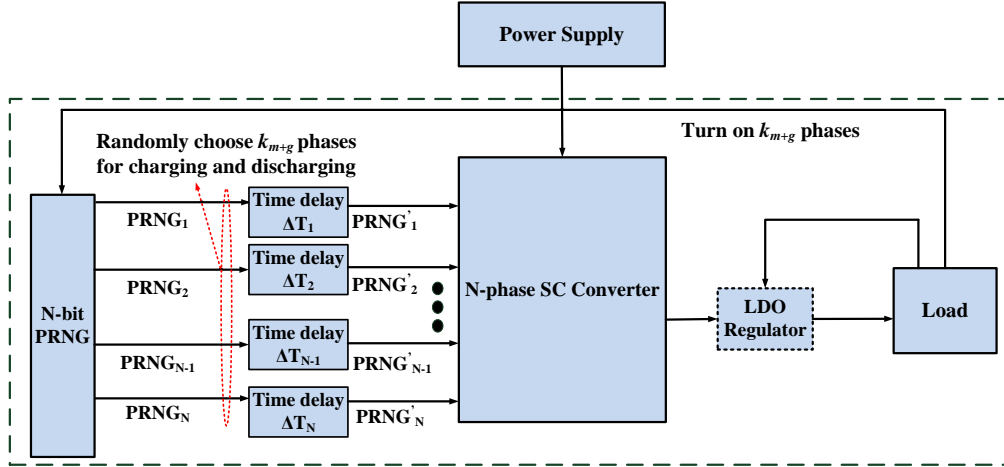 Power Supply
Turn on k_{m+g} phases
Randomly choose k_{m+g} phases
for charging and discharging
N-bit
PRNG
PRNG_1
Time delay
ΔT_1
PRNG'_1
PRNG_2
Time delay
ΔT_2
PRNG'_2
PRNG_{N-1}
Time delay
ΔT_{N-1}
PRNG'_{N-1}
PRNG_N
Time delay
ΔT_N
PRNG'_N
N-phase SC Converter
LDO
Regulator
Load